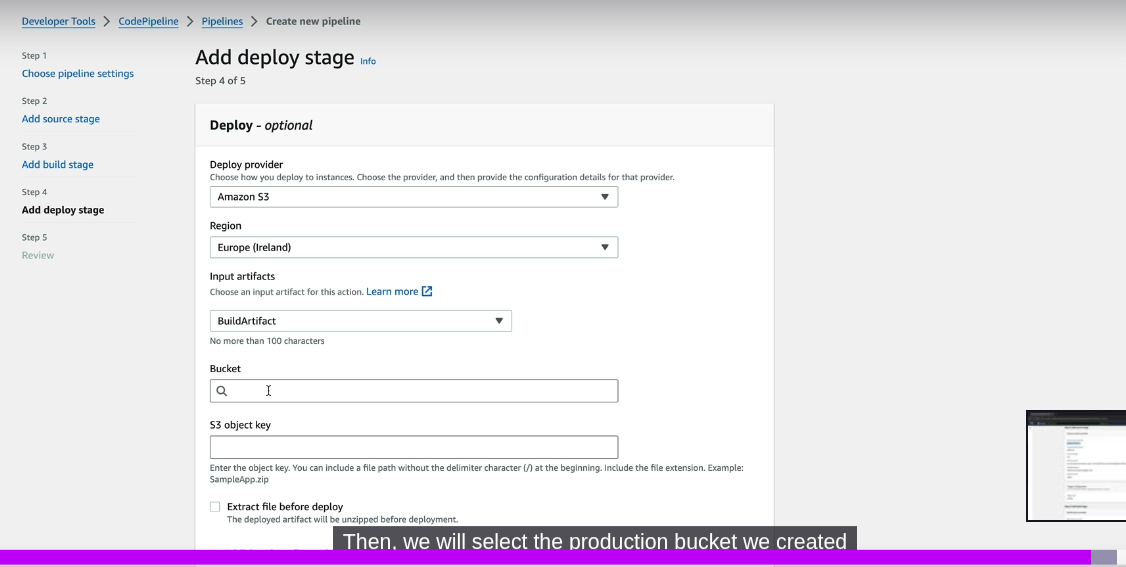 Developer Tools > CodePipeline > Pipelines > Create new pipeline
Step 1
Choose pipeline settings
Step 2
Add source stage
Step 3
Add build stage
Step 4
Add deploy stage
Step 5
Review
Add deploy stage Info
Step 4 of 5
Deploy - optional
Deploy provider
Choose how you deploy to instances. Choose the provider, and then provide the configuration details for that provider.
Amazon S3
Region
Europe (Ireland)
Input artifacts
Choose an input artifact for this action. Learn more
BuildArtifact
No more than 100 characters
Bucket
S3 object key
Enter the object key. You can include a file path without the delimiter character (/) at the beginning. Include the file extension. Example:
SampleApp.zip
Extract file before deploy
The deployed artifact will be unzipped before deployment.
Then, we will select the production bucket we created